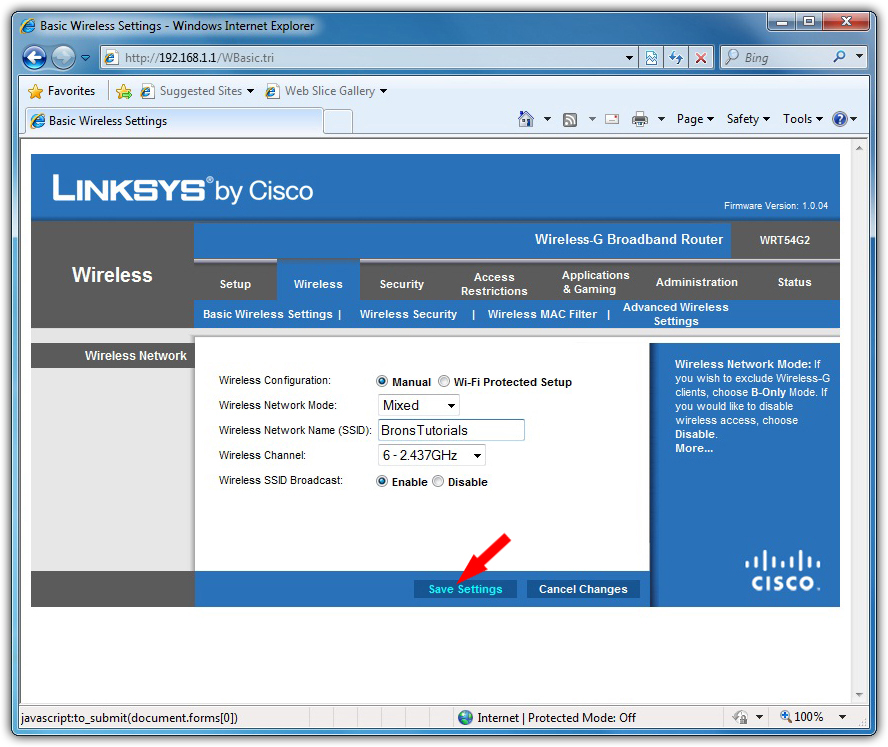 Basic Wireless Settings - Windows Internet Explorer
http://192.168.1.1/WBasic.tri
Bing
Favorites
Suggested Sites
Web Slice Gallery
Basic Wireless Settings
Page
Safety
Tools
LINKSYS® by Cisco
Firmware Version: 1.0.04
Wireless-G Broadband Router
WRT54G2
Wireless
Setup
Wireless
Security
Access
Restrictions
Applications
& Gaming
Administration
Status
Basic Wireless Settings |
Wireless Security |
Wireless MAC Filter |
Advanced Wireless
Settings
Wireless Network
Wireless Configuration:
Manual
Wi-Fi Protected Setup
Wireless Network Mode:
Mixed
Wireless Network Name (SSID):
BronsTutorials
Wireless Channel:
6 - 2.437GHz
Wireless SSID Broadcast:
Enable
Disable
Wireless Network Mode: If
you wish to exclude Wireless-G
clients, choose B-Only Mode. If
you would like to disable
wireless access, choose
Disable.
More...
Save Settings
Cancel Changes
CISCO.
javascript:to_submit(document.forms[0])
Internet | Protected Mode: Off
100%